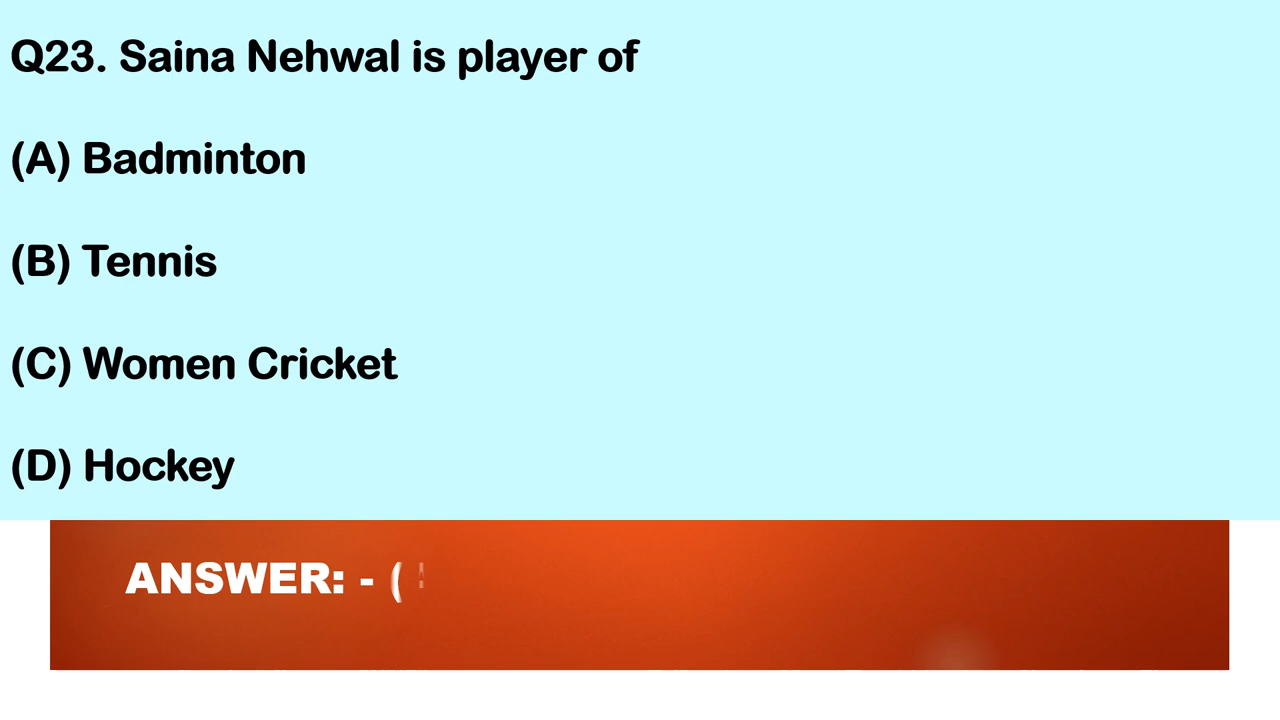 Q23. Saina Nehwal is player of
(A) Badminton
(B) Tennis
(C) Women Cricket
(D) Hockey
ANSWER: - (